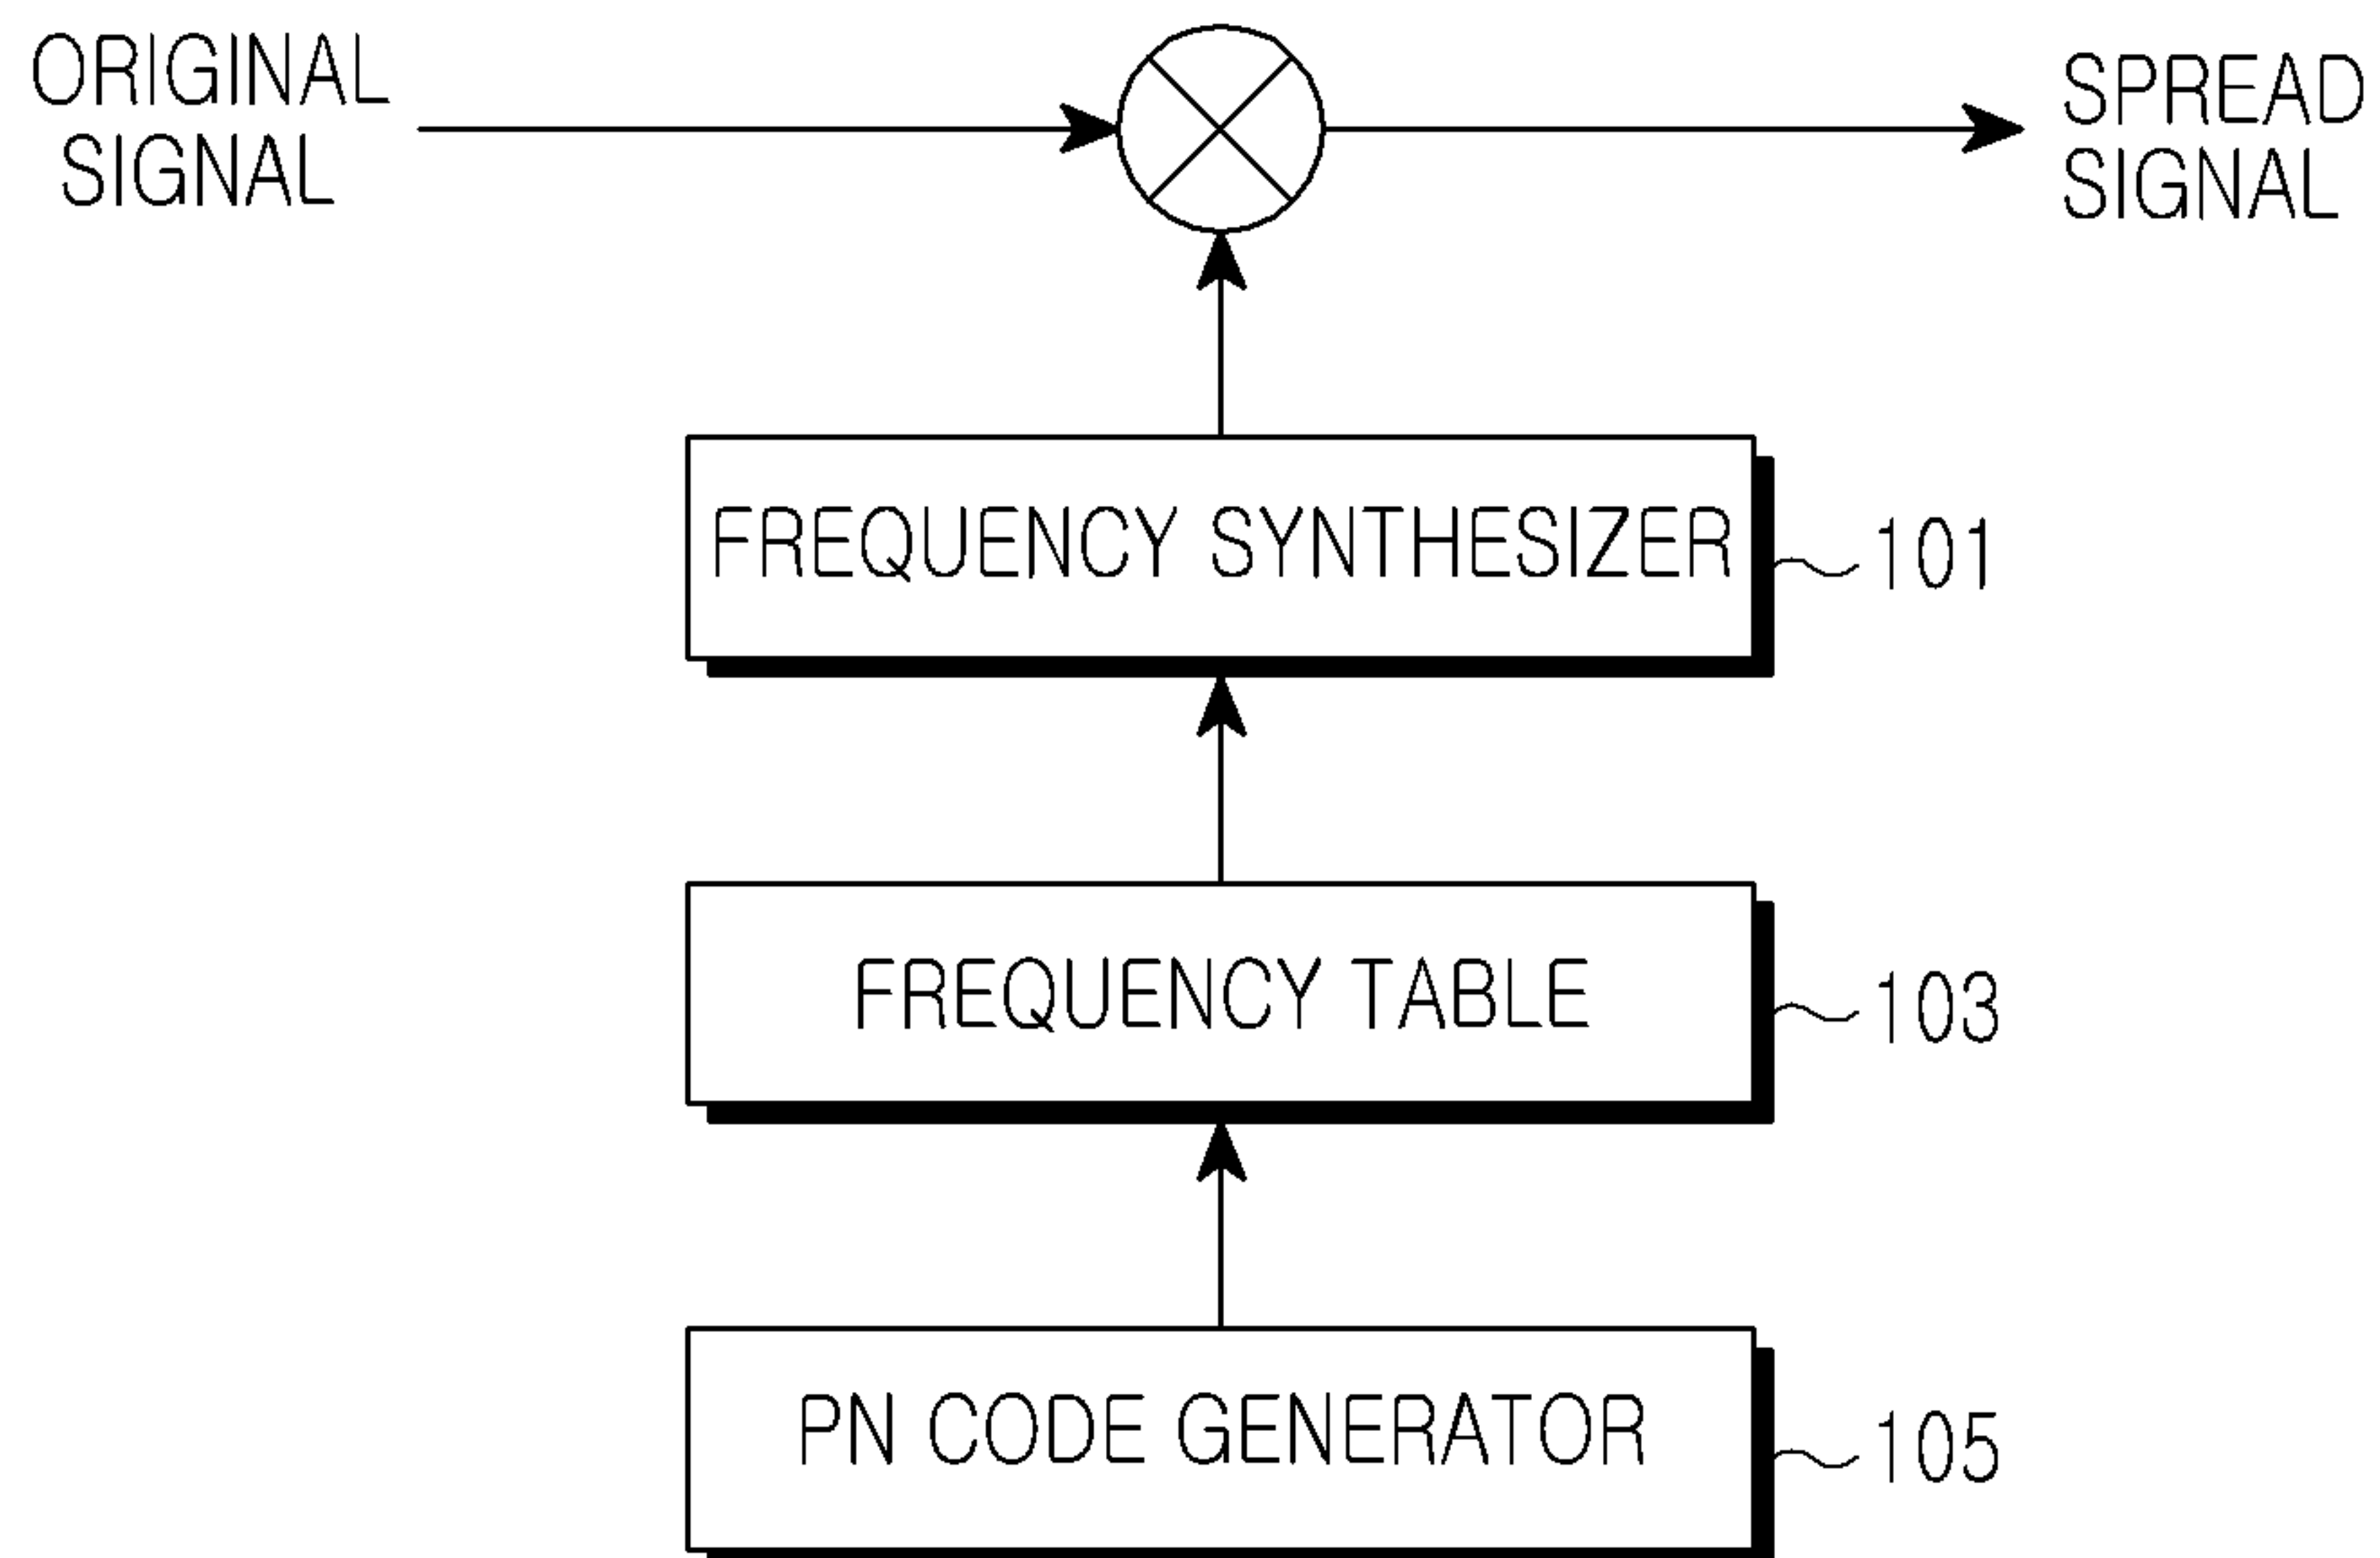 ORIGINAL
SIGNAL
SPREAD
SIGNAL
FREQUENCY SYNTHESIZER
101
FREQUENCY TABLE
103
PN CODE GENERATOR
105